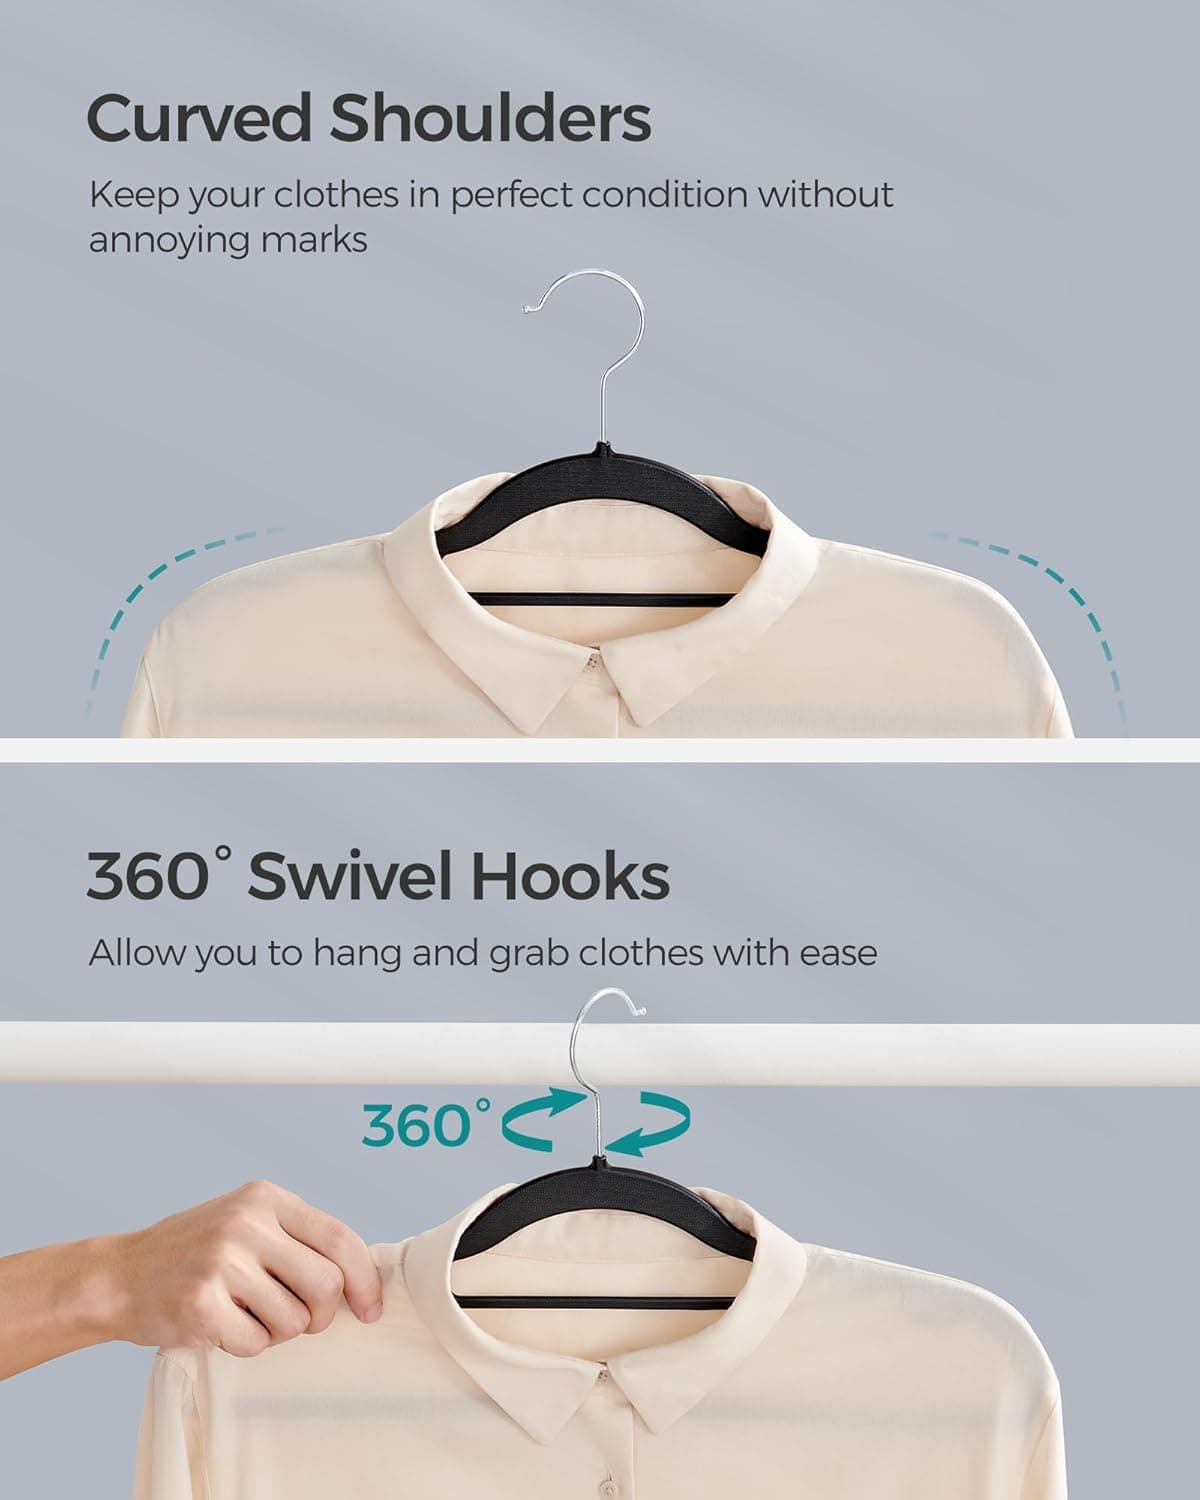 Curved Shoulders
Keep your clothes in perfect condition without
annoying marks
360° Swivel Hooks
Allow you to hang and grab clothes with ease
360°